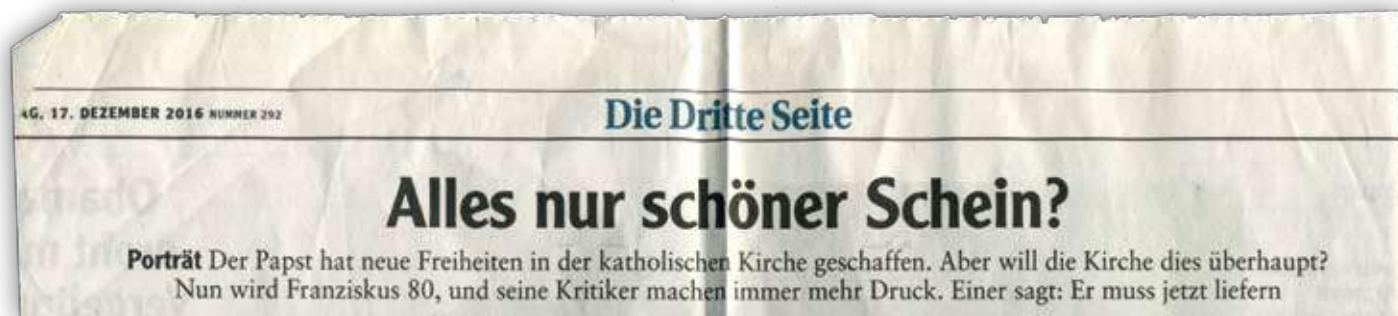 17. DEZEMBER 2016 NUMMER 292
Die Dritte Seite
Alles nur schöner Schein?
Porträt Der Papst hat neue Freiheiten in der katholischen Kirche geschaffen. Aber will die Kirche dies überhaupt?
Nun wird Franziskus 80, und seine Kritiker machen immer mehr Druck. Einer sagt: Er muss jetzt liefern